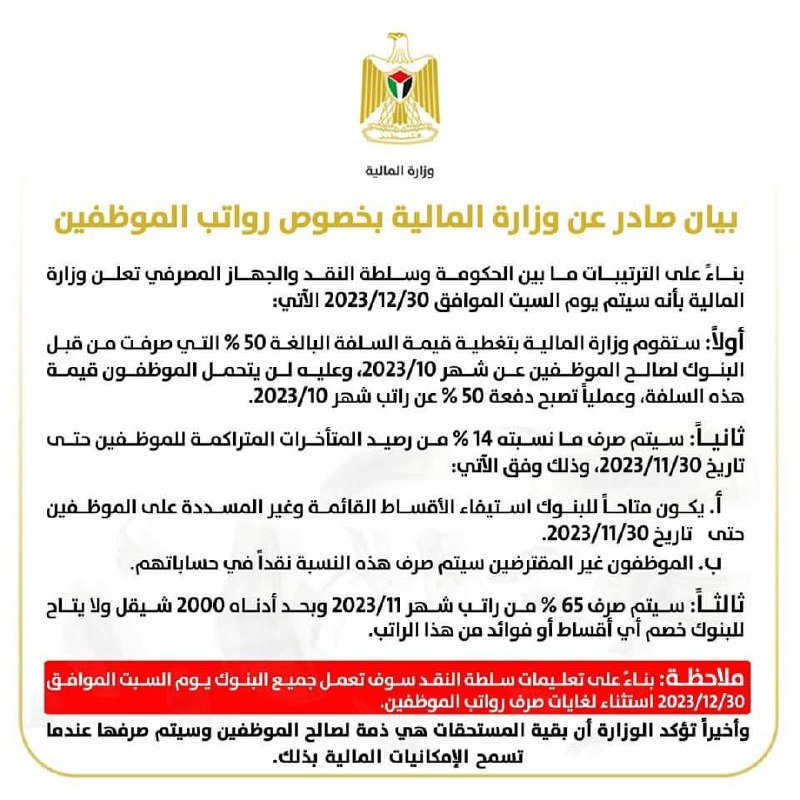 فلسطين
وزارة المالية
بيان صادر عن وزارة المالية بخصوص رواتب الموظفين
بناءً على الترتيبات ما بين الحكومة وسلطة النقد والجهاز المصرفي تعلن وزارة
المالية بأنه سيتم يوم السبت الموافق 2023/12/30 الآتي:
أولاً: ستقوم وزارة المالية بتغطية قيمة السلفة البالغة 50 % التي صرفت من قبل
البنوك لصالح الموظفين عن شهر 2023/10، وعليه لن يتحمل الموظفون قيمة
هذه السلفة، وعملياً تصبح دفعة 50 % عن راتب شهر 2023/10.
ثانياً: سيتم صرف ما نسبته 14 % من رصيد المتأخرات المتراكمة للموظفين حتى
تاريخ 2023/11/30، وذلك وفق الآتي:
أ. يكون متاحاً للبنوك استيفاء الأقساط القائمة وغير المسددة على الموظفين
حتى تاريخ 2023/11/30.
ب. الموظفون غير المقترضين سيتم صرف هذه النسبة نقداً في حساباتهم.
ثالثاً: سيتم صرف 65 % من راتب شهر 2023/11 وبحد أدناه 2000 شيقل ولا يتاح
للبنوك خصم أي أقساط أو فوائد من هذا الراتب.
ملاحظة: بناءً على تعليمات سلطة النقد سوف تعمل جميع البنوك يوم السبت الموافق
2023/12/30 استثناء لغايات صرف رواتب الموظفين.
وأخيراً تؤكد الوزارة أن بقية المستحقات هي ذمة لصالح الموظفين وسيتم صرفها عندما
تسمح الإمكانيات المالية بذلك.